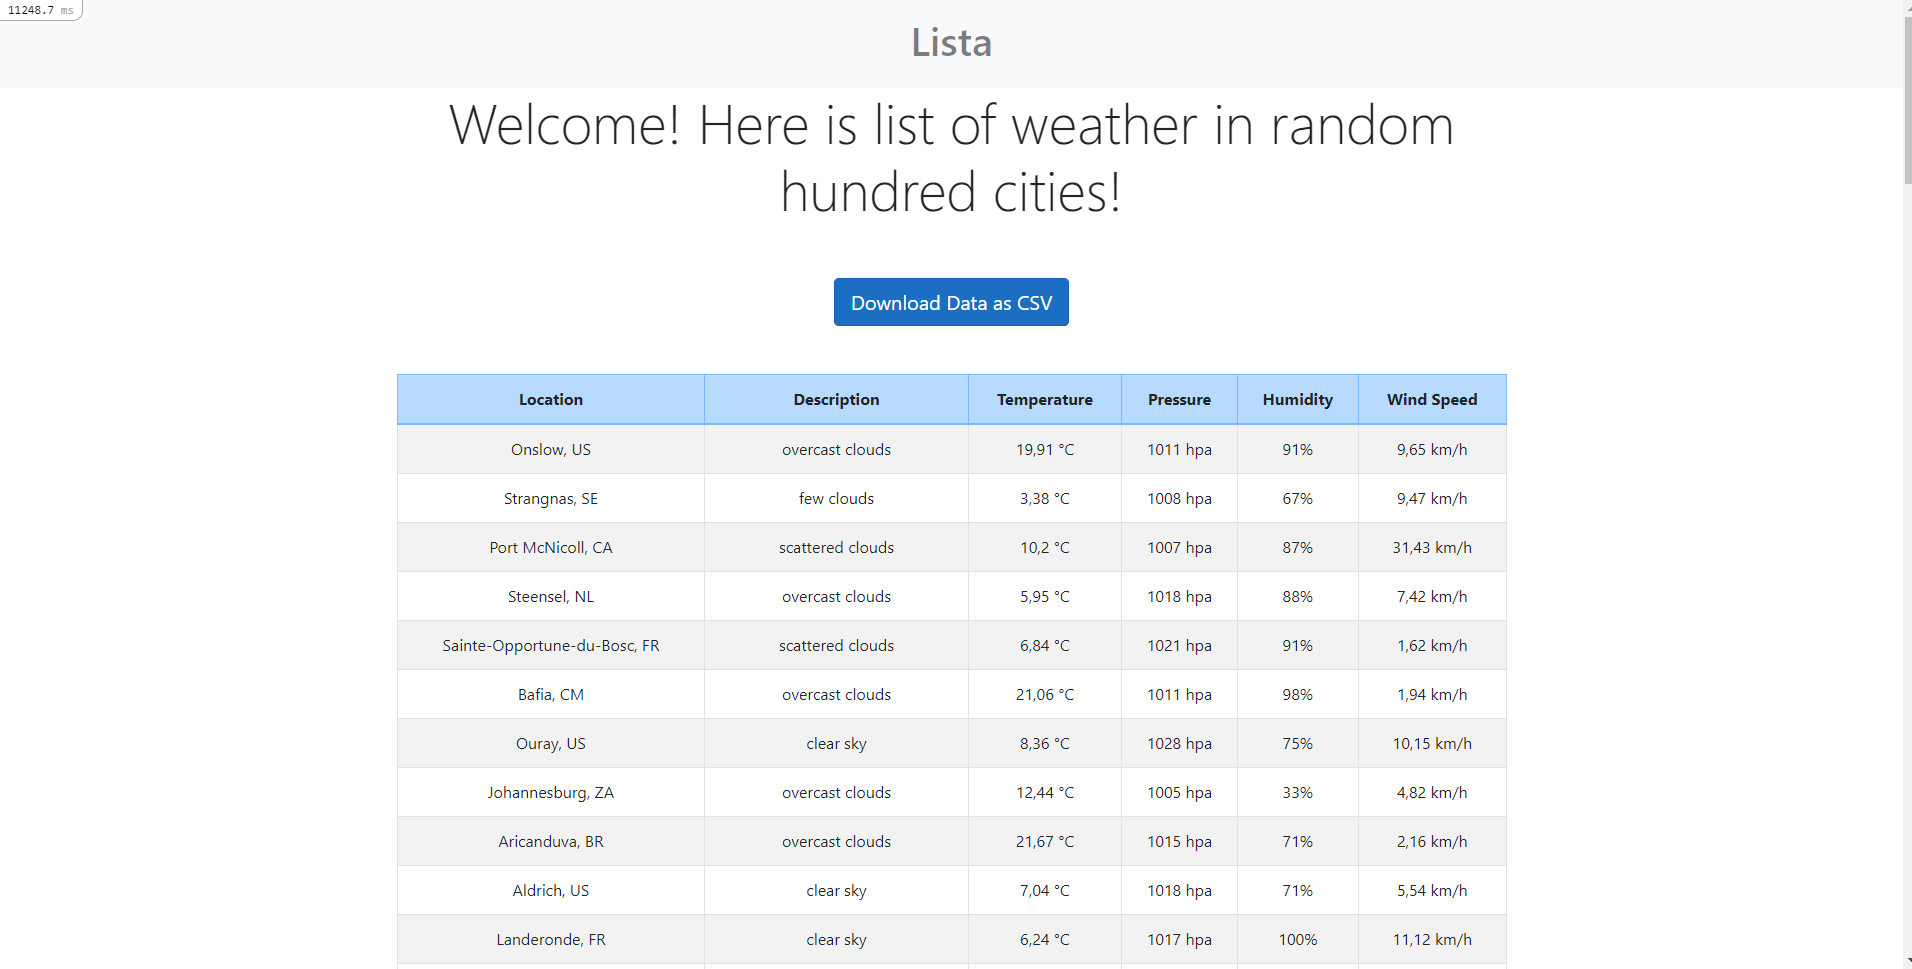 11248.7 ms
Lista
Welcome! Here is list of weather in random
hundred cities!
Download Data as CSV
Location Description Temperature Pressure Humidity Wind Speed
Onslow, US overcast clouds 19,91 °C 1011 hpa 91% 9,65 km/h
Strangnas, SE few clouds 3,38 °C 1008 hpa 67% 9,47 km/h
Port McNicoll, CA scattered clouds 10,2 °C 1007 hpa 87% 31,43 km/h
Steensel, NL overcast clouds 5,95 °C 1018 hpa 88% 7,42 km/h
Sainte-Opportune-du-Bosc, FR scattered clouds 6,84 °C 1021 hpa 91% 1,62 km/h
Bafia, CM overcast clouds 21,06 °C 1011 hpa 98% 1,94 km/h
Ouray, US clear sky 8,36 °C 1028 hpa 75% 10,15 km/h
Johannesburg, ZA overcast clouds 12,44 °C 1005 hpa 33% 4,82 km/h
Aricanduva, BR overcast clouds 21,67 °C 1015 hpa 71% 2,16 km/h
Aldrich, US clear sky 7,04 °C 1018 hpa 71% 5,54 km/h
Landeronde, FR clear sky 6,24 °C 1017 hpa 100% 11,12 km/h